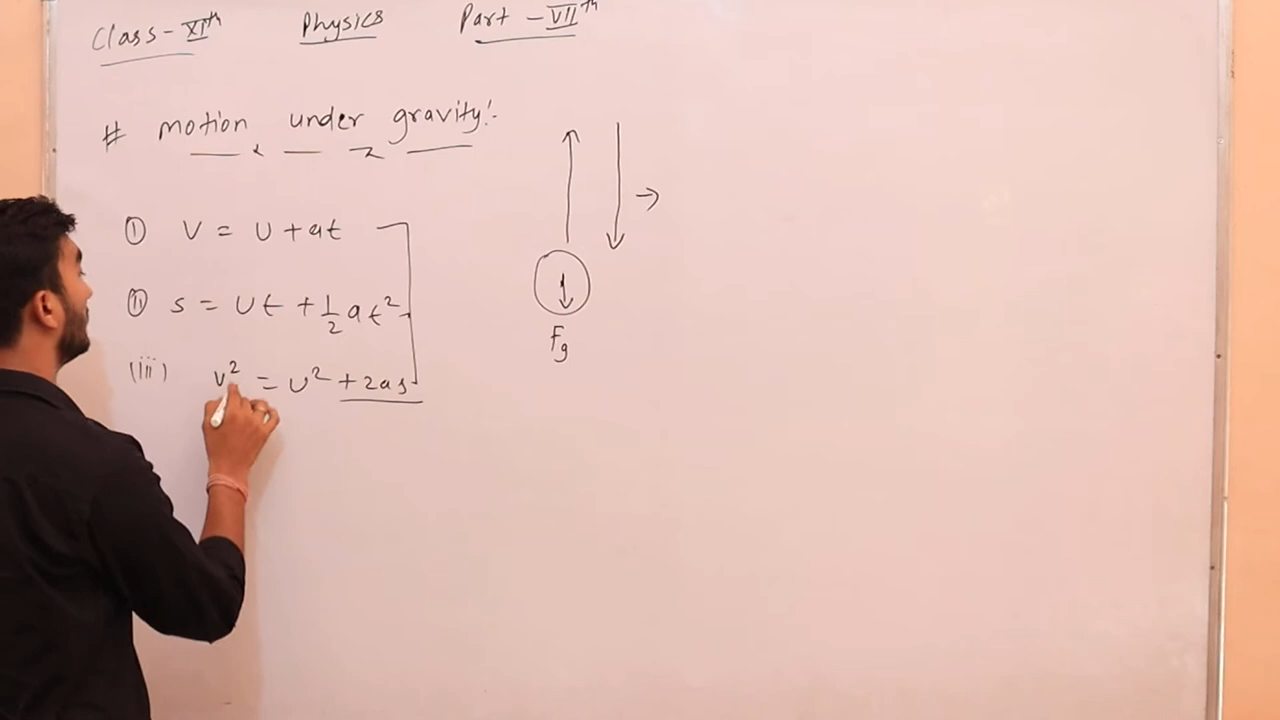 Class - XIth Physics Part - VIIth
# motion under gravity:-
(i) v = u + at
(ii) s = ut + 1/2 at²
(iii) v² = u² + 2as
Fg